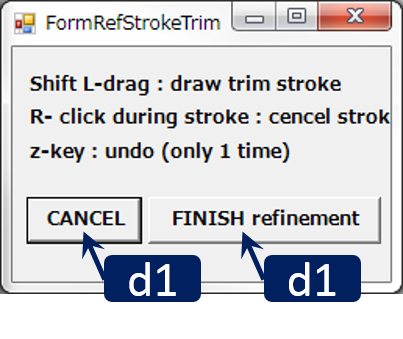 FormRefStrokeTrim
Shift L-drag : draw trim stroke
R- click during stroke : cencel strok
z-key : undo (only 1 time)
CANCEL
FINISH refinement
d1
d1